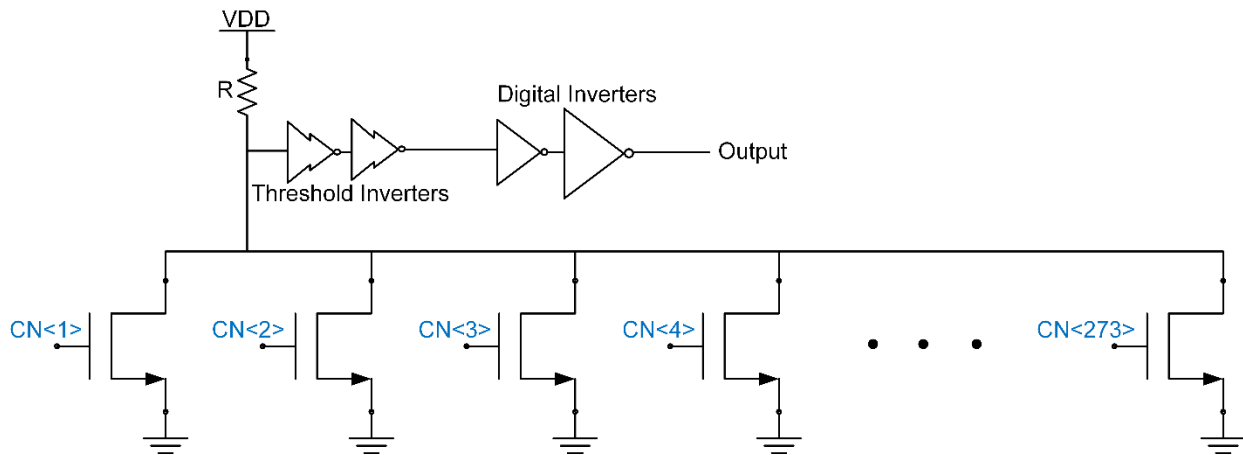 VDD
R
Digital Inverters
Output
Threshold Inverters
CN<1>
CN<2>
CN<3>
CN<4>
CN<273>